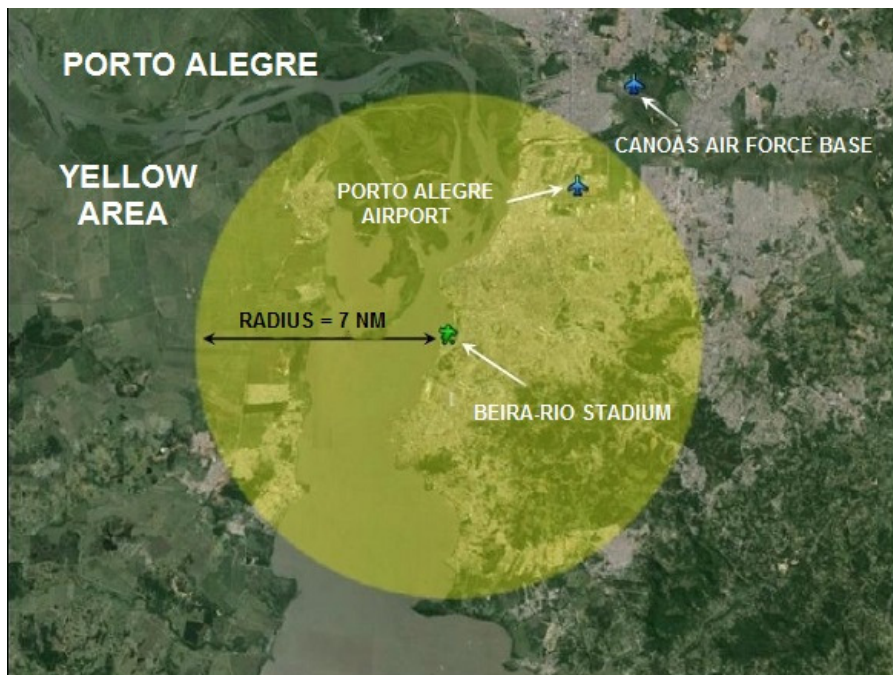 PORTO ALEGRE
CANOAS AIR FORCE BASE
YELLOW
AREA
PORTO ALEGRE
AIRPORT
RADIUS = 7 NM
BEIRA-RIO STADIUM